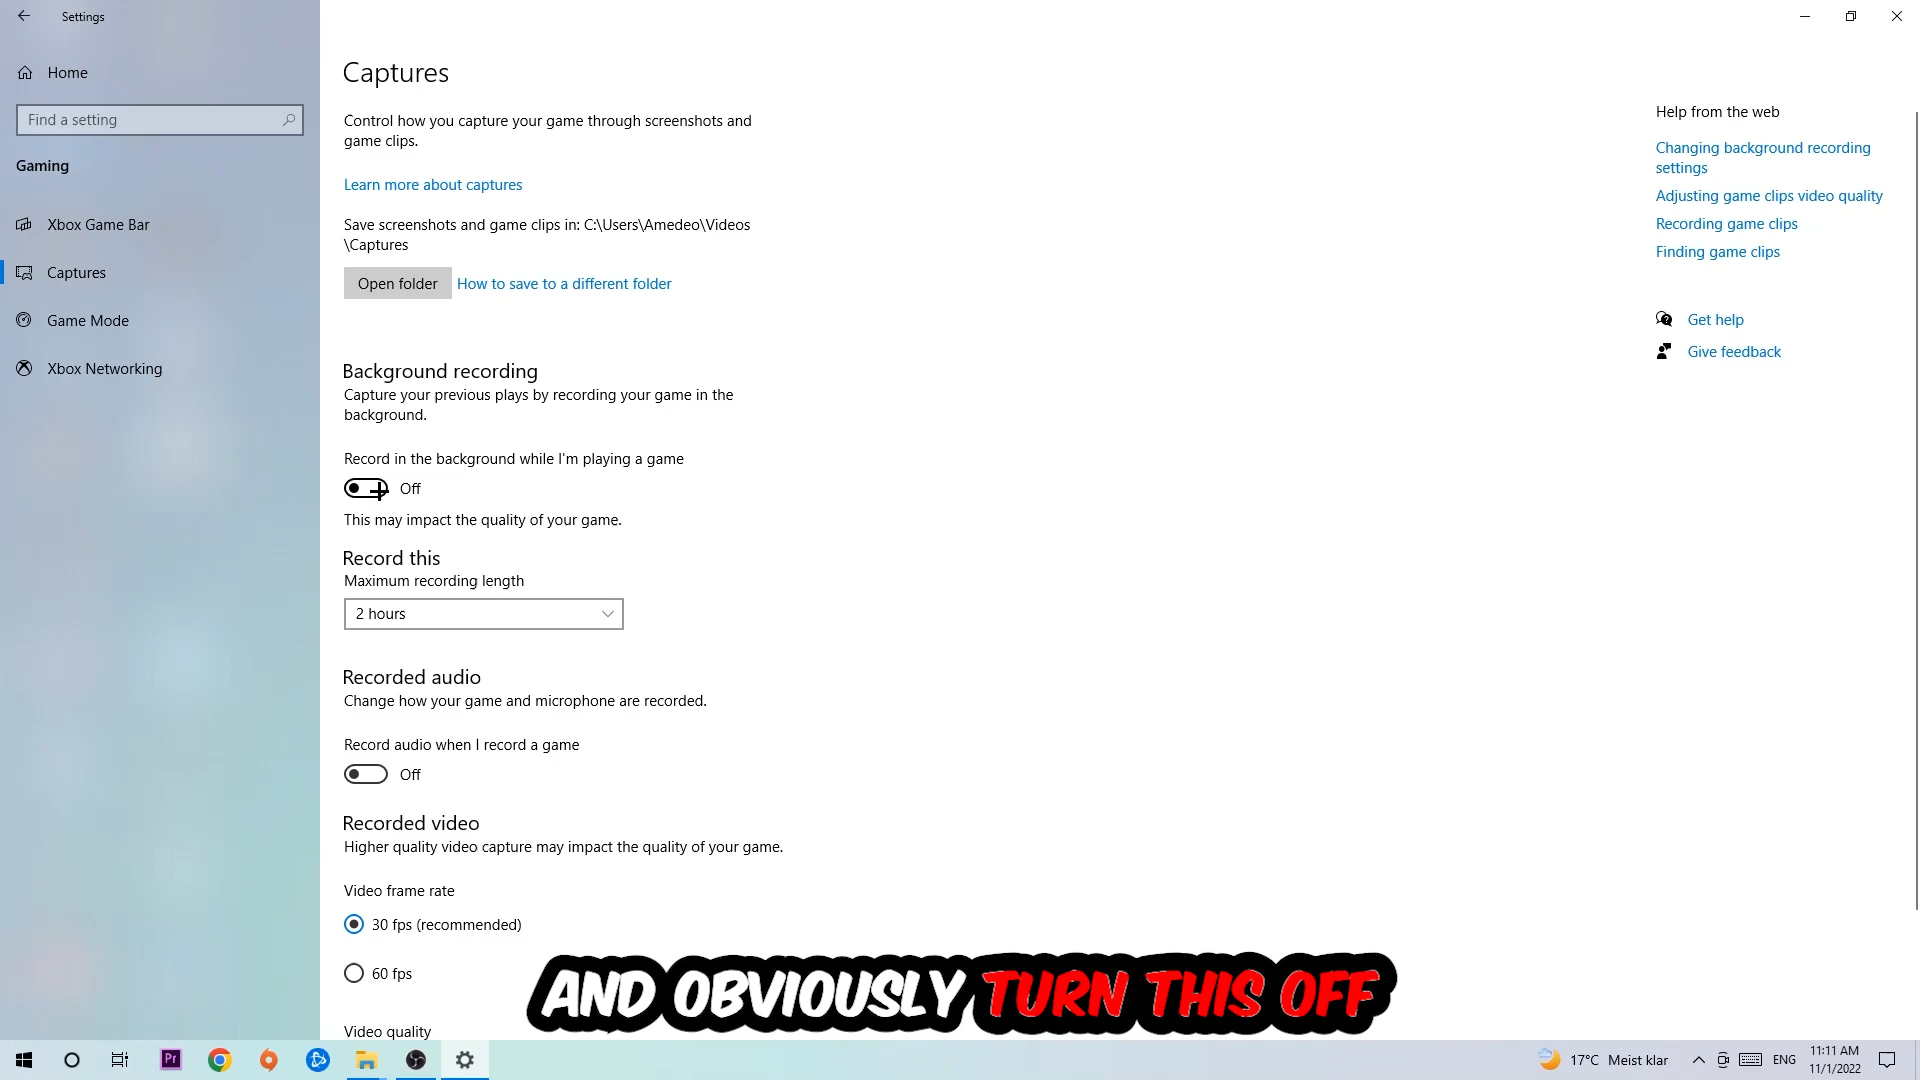 Settings
Home
Find a setting
Gaming
Xbox Game Bar
Captures
Game Mode
Xbox Networking
Captures
Control how you capture your game through screenshots and
game clips.
Learn more about captures
Save screenshots and game clips in: C:\Users\Amedeo\Videos
\Captures
Open folder
How to save to a different folder
Background recording
Capture your previous plays by recording your game in the
background.
Record in the background while I'm playing a game
Off
This may impact the quality of your game.
Record this
Maximum recording length
2 hours
Recorded audio
Change how your game and microphone are recorded.
Record audio when I record a game
Off
Recorded video
Higher quality video capture may impact the quality of your game.
Video frame rate
30 fps (recommended)
60 fps
Video quality
Help from the web
Changing background recording
settings
Adjusting game clips video quality
Recording game clips
Finding game clips
Get help
Give feedback
AND OBVIOUSLY TURN THIS OFF
Pr
17°C Meist klar
ENG
11:11 AM
11/1/2022